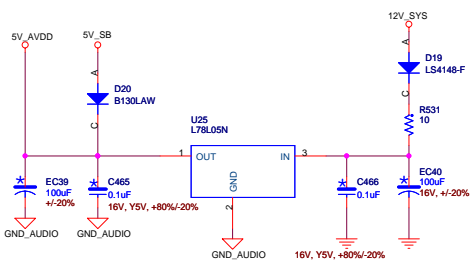 12V_SYS
5V_AVDD
5V_SB
A
D19
LS4148-F
C
A
D20
B130LAW
C
R531
10
U25
L78L05N
1
OUT
IN
3
GND
2
EC39
100uF
+/-20%
C465
0.1uF
16V, Y5V, +80%/-20%
C466
0.1uF
16V, Y5V, +80%/-20%
EC40
100uF
16V, +/-20%
GND_AUDIO
GND_AUDIO
GND_AUDIO